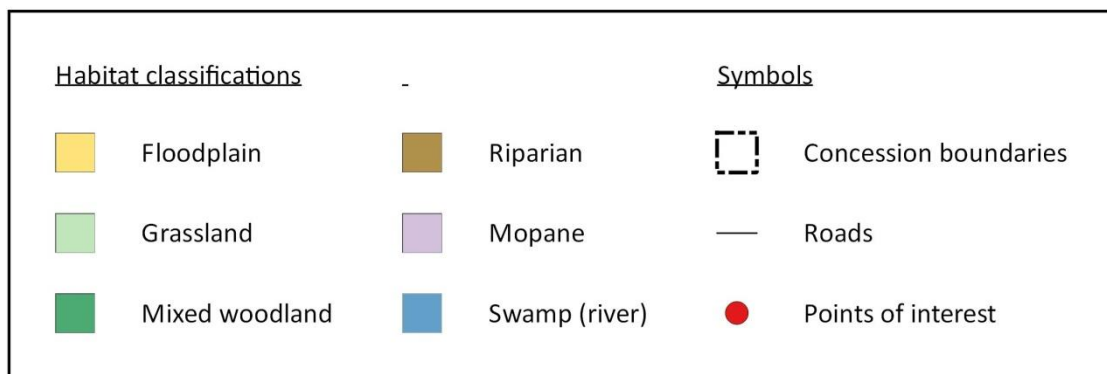 Habitat classifications
Symbols
Floodplain
Riparian
Concession boundaries
Grassland
Mopane
Roads
Mixed woodland
Swamp (river)
Points of interest